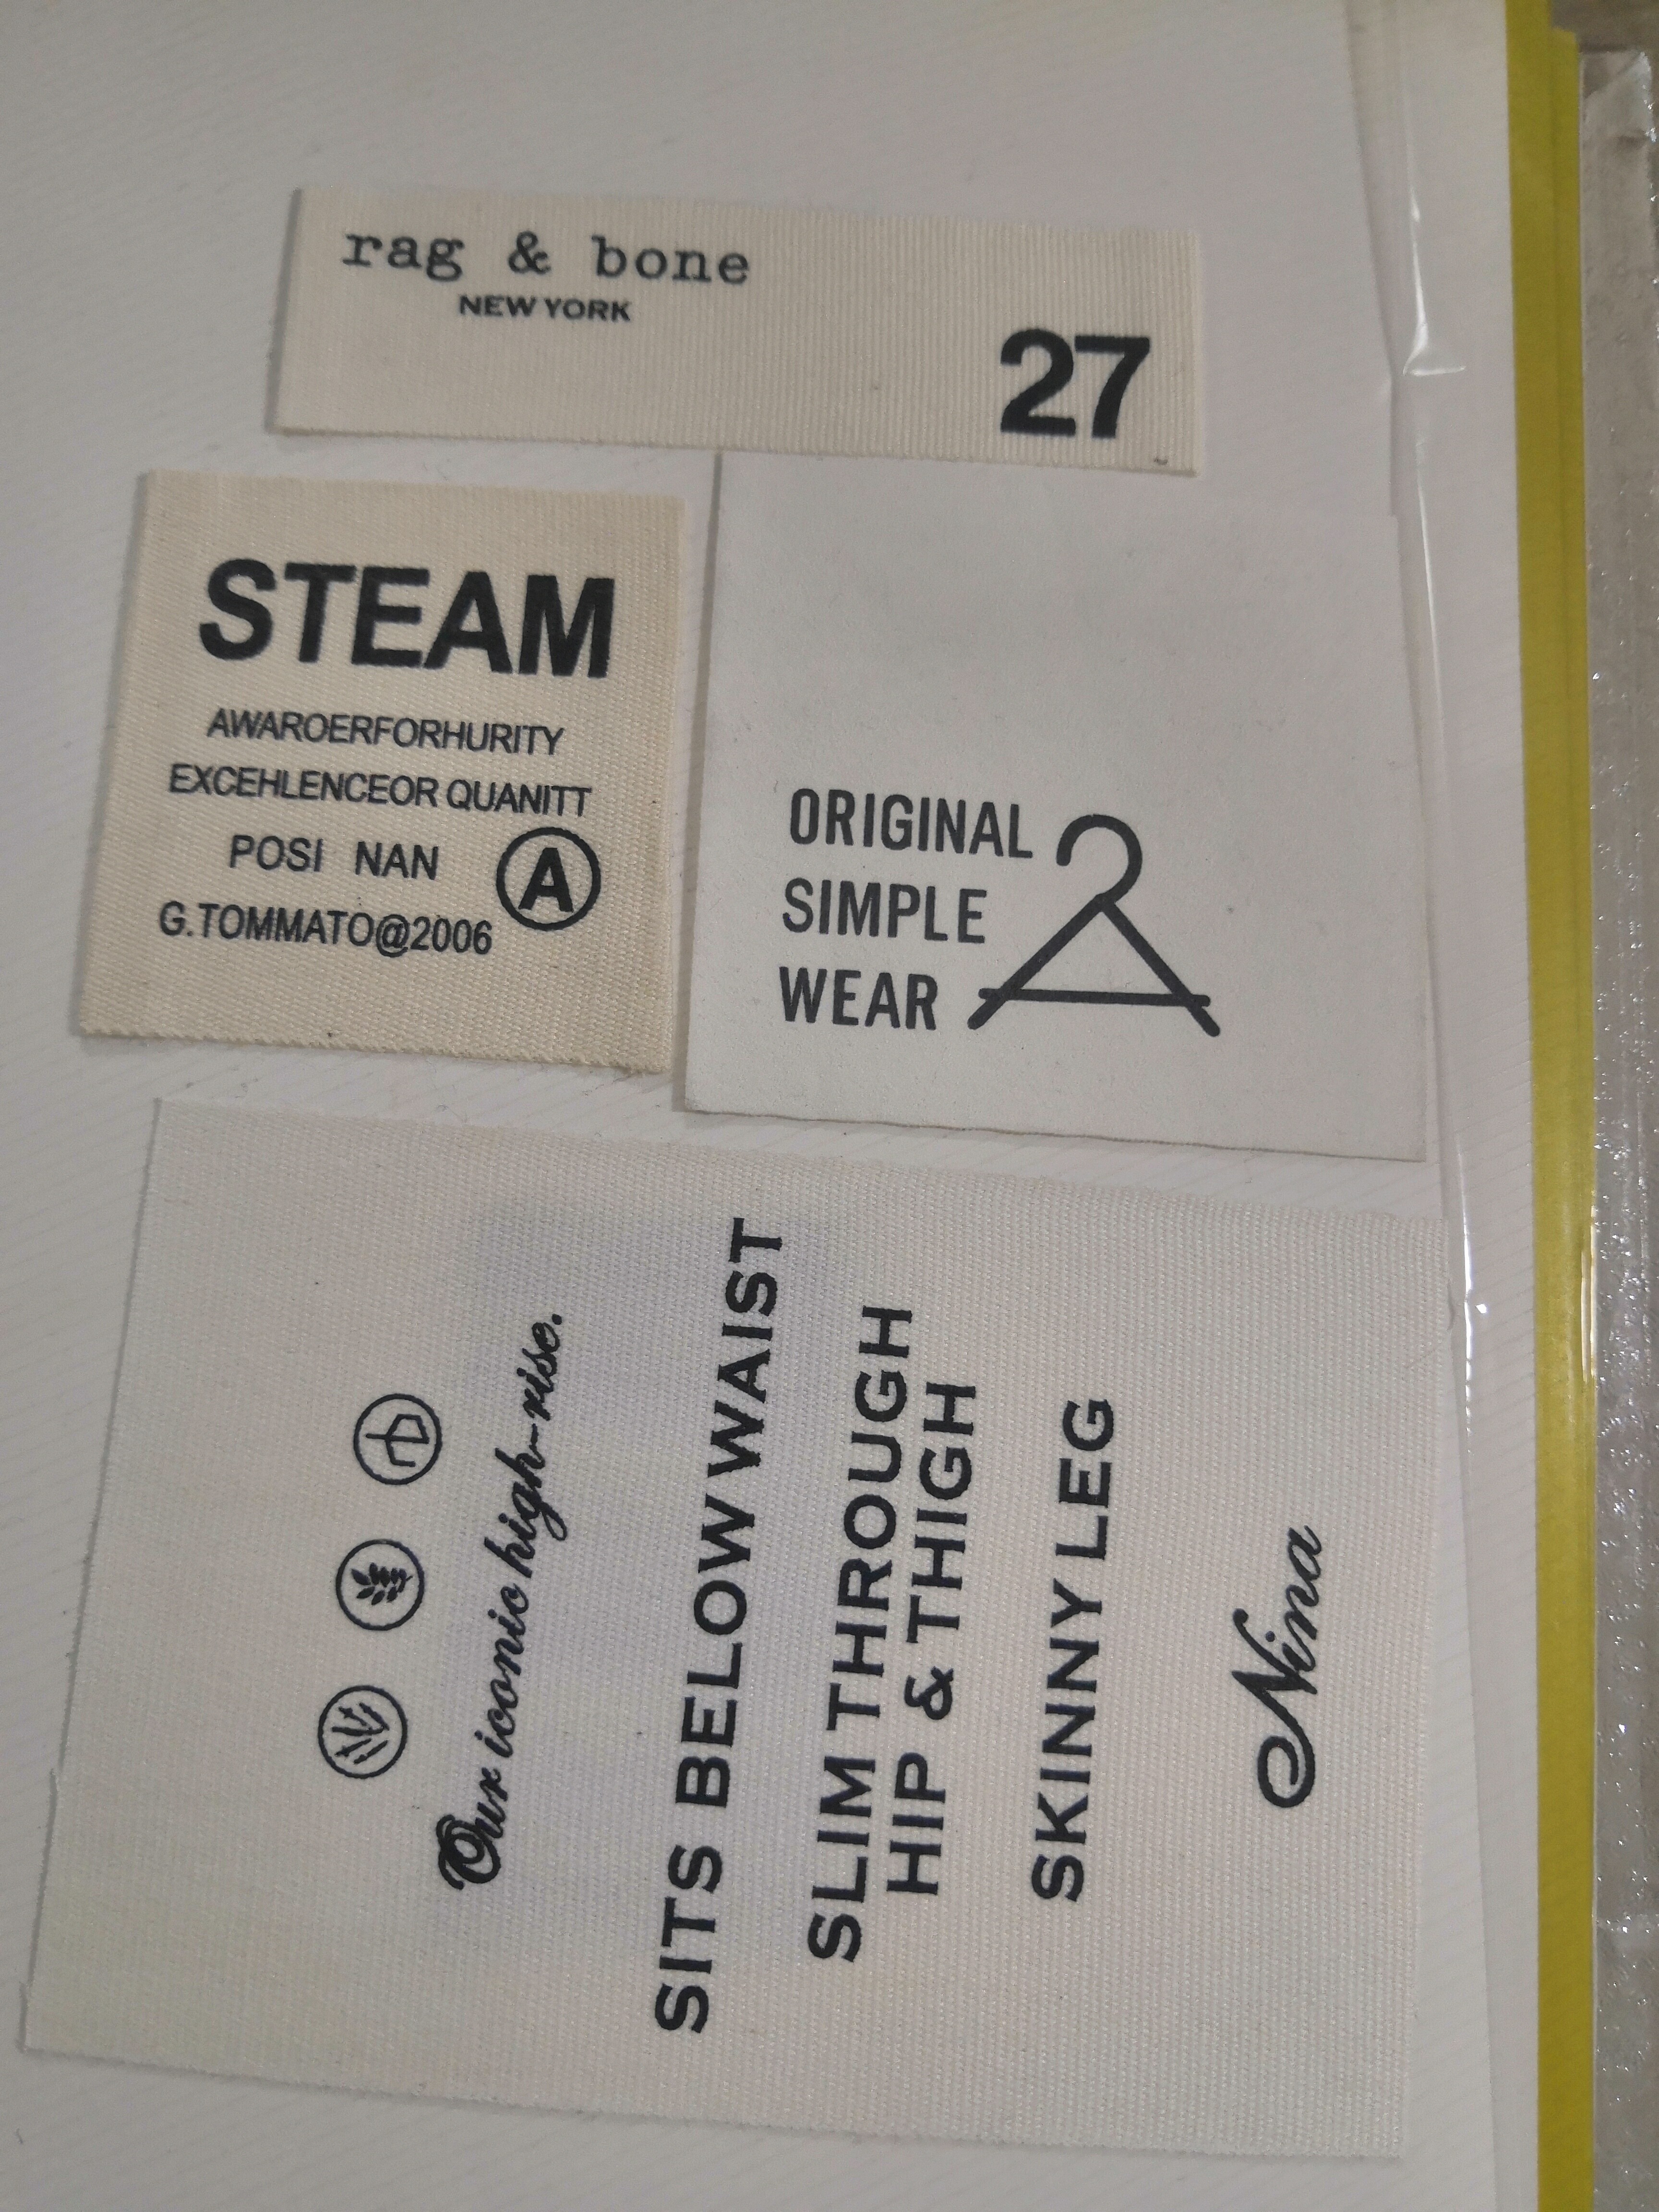 rag & bone
NEW YORK
27
STEAM
AWAROERFORHURITY
EXCEHLENCEOR QUANITT
POSI NAN
A
G.TOMMATO@2006
ORIGINAL
SIMPLE
WEAR
Our iconic high-rise.
SITS BELOW WAIST
SLIM THROUGH
HIP & THIGH
SKINNY LEG
Nina